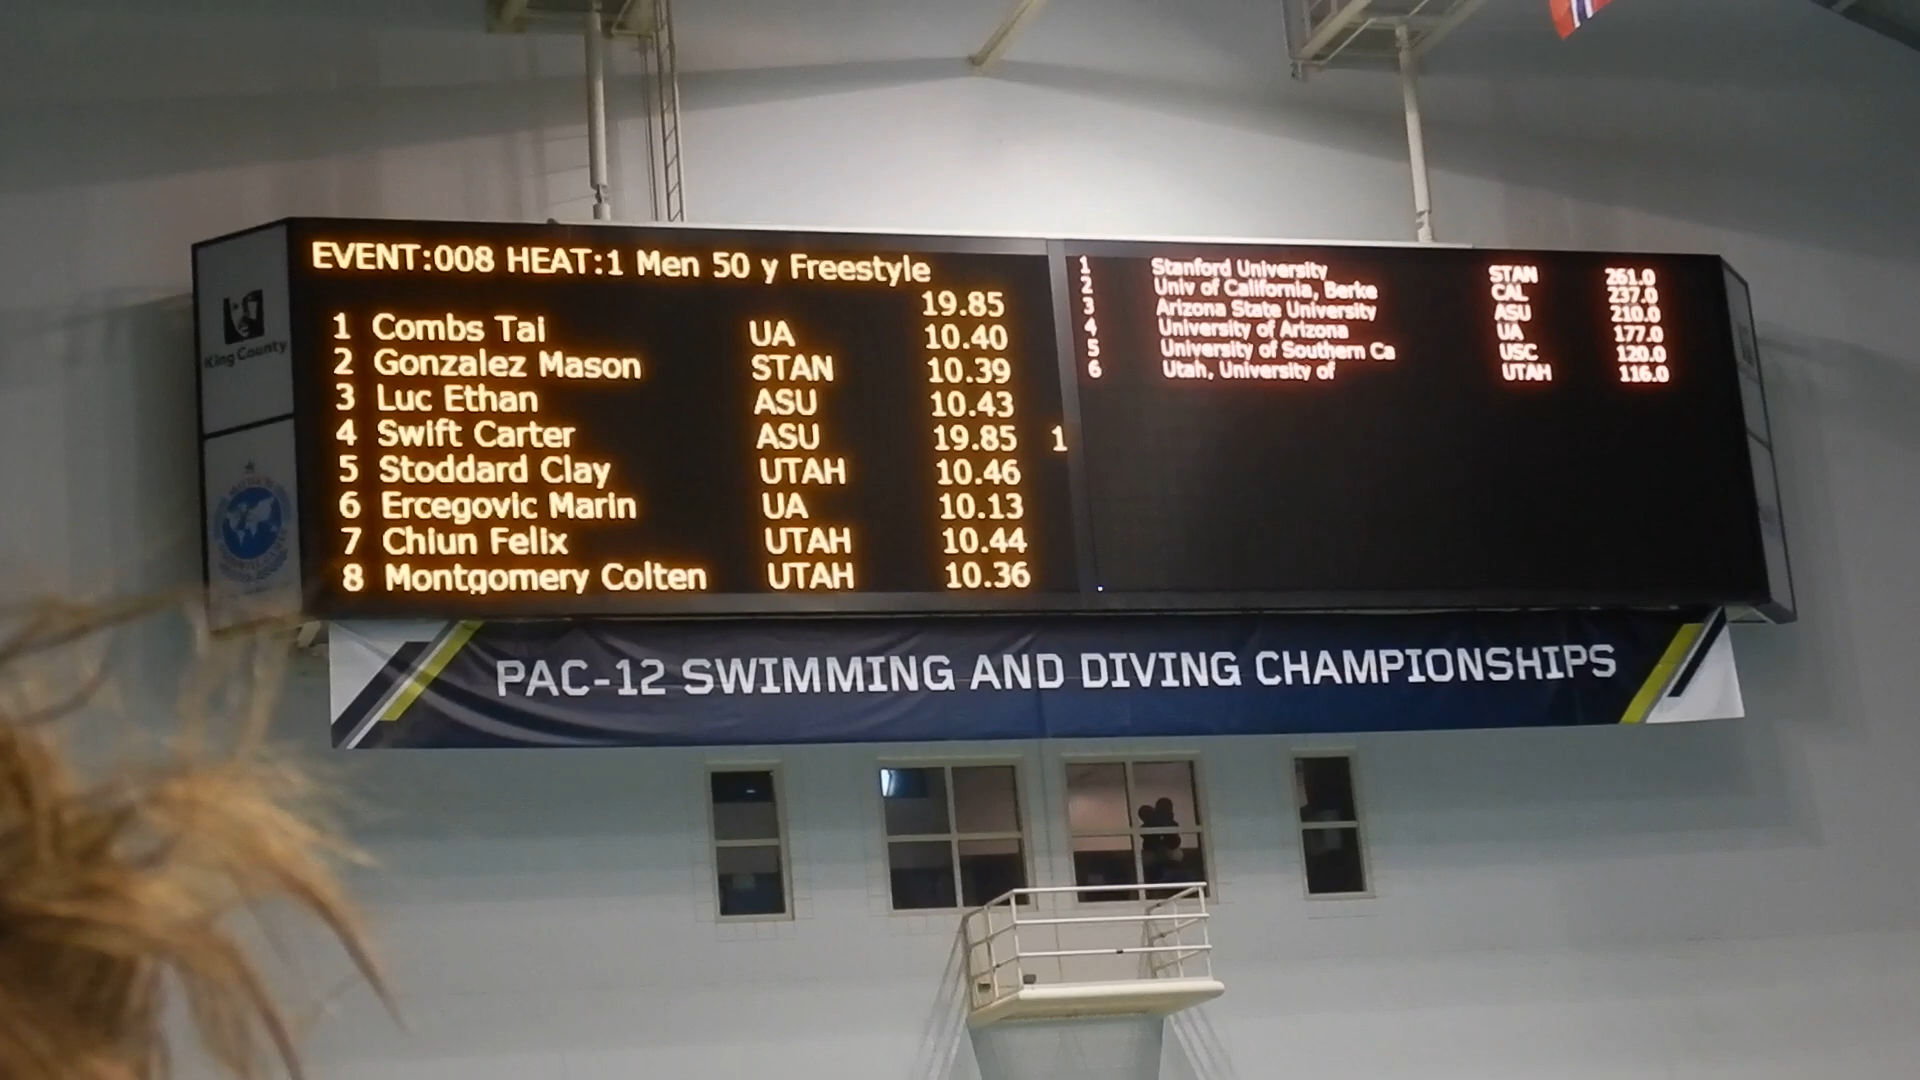 EVENT:008 HEAT:1 Men 50 y Freestyle
19.85
1 Combs Tai UA 10.40
2 Gonzalez Mason STAN 10.39
3 Luc Ethan ASU 10.43
4 Swift Carter ASU 19.85 1
5 Stoddard Clay UTAH 10.46
6 Ercegovic Marin UA 10.13
7 Chiun Felix UTAH 10.44
8 Montgomery Colten UTAH 10.36
1 Stanford University STAN 261.0
2 Univ of California, Berke CAL 237.0
3 Arizona State University ASU 210.0
4 University of Arizona UA 177.0
5 University of Southern Ca USC 120.0
6 Utah, University of UTAH 116.0
King County
PAC-12 SWIMMING AND DIVING CHAMPIONSHIPS